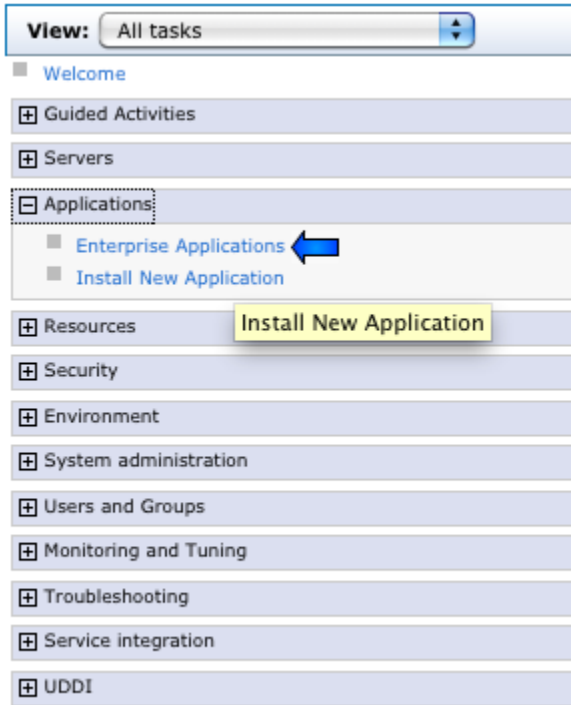 View: All tasks
Welcome
Guided Activities
Servers
Applications
Enterprise Applications
Install New Application
Resources
Install New Application
Security
Environment
System administration
Users and Groups
Monitoring and Tuning
Troubleshooting
Service integration
UDDI